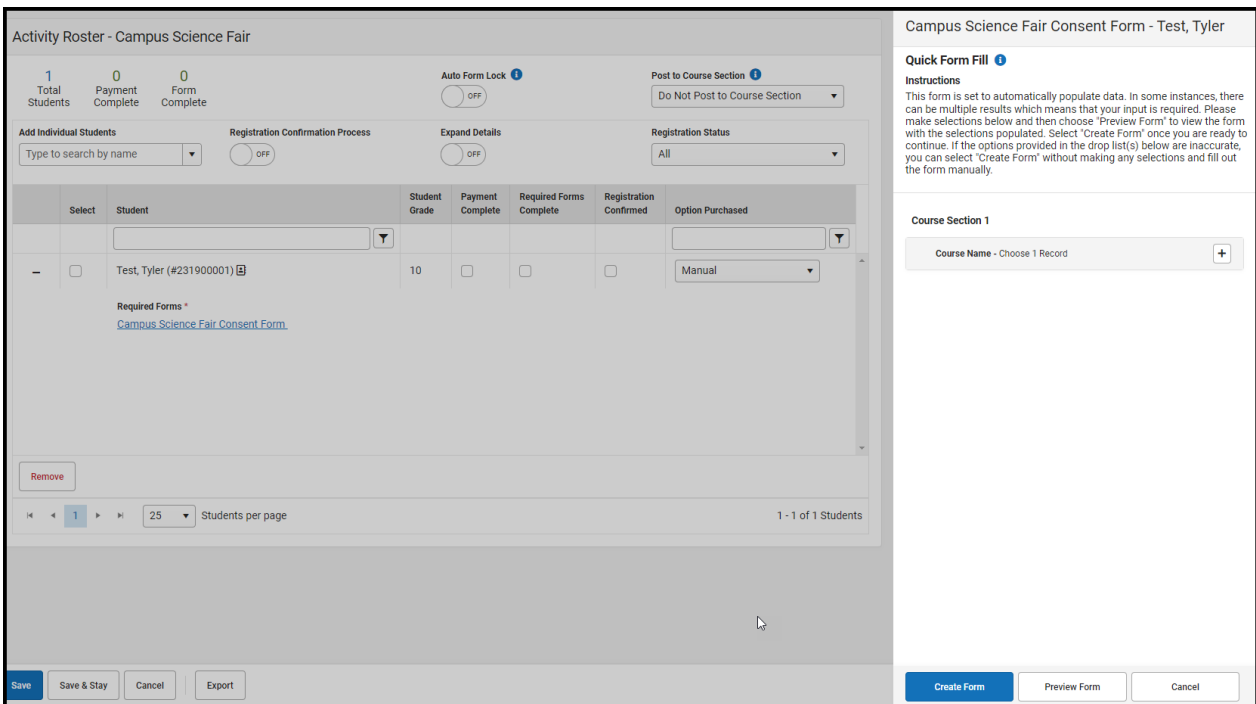 Activity Roster - Campus Science Fair
1
Total
Students
0
Payment
Complete
0
Form
Complete
Auto Form Lock
OFF
Post to Course Section
Do Not Post to Course Section
Add Individual Students
Type to search by name
Registration Confirmation Process
OFF
Expand Details
OFF
Registration Status
All
Select
Student
Student
Grade
Payment
Complete
Required Forms
Complete
Registration
Confirmed
Option Purchased
Test, Tyler (#231900001)
10
Manual
Required Forms *
Campus Science Fair Consent Form
Remove
1
25
Students per page
1 - 1 of 1 Students
Save
Save & Stay
Cancel
Export
Campus Science Fair Consent Form - Test, Tyler
Quick Form Fill
Instructions
This form is set to automatically populate data. In some instances, there
can be multiple results which means that your input is required. Please
make selections below and then choose "Preview Form" to view the form
with the selections populated. Select "Create Form" once you are ready to
continue. If the options provided in the drop list(s) below are inaccurate,
you can select "Create Form" without making any selections and fill out
the form manually.
Course Section 1
Course Name - Choose 1 Record
Create Form
Preview Form
Cancel